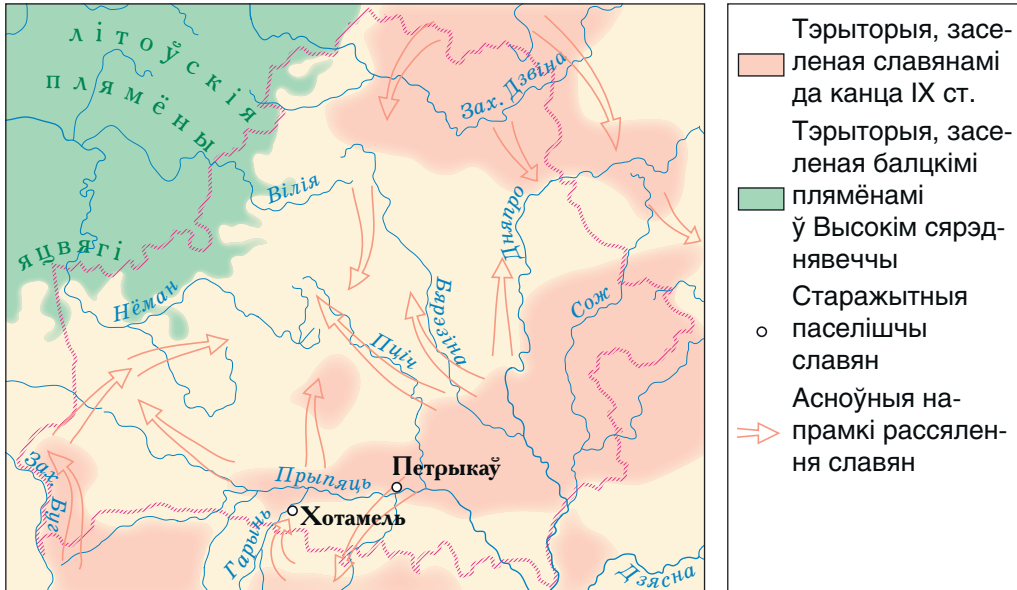 літоўскія
плямёны
яцвягі
Зах. Дзвіна
Вілія
Дняпро
Нёман
Бярэзіна
Сож
Пціч
Зах. Буг
Прыпяць
Петрыкаў
Хотамель
Гарынь
Дзясна
Тэрыторыя, засе-
леная славянамі
да канца IX ст.
Тэрыторыя, засе-
леная балцкімі
плямёнамі
ў Высокім сярэд-
нявеччы
Старажытныя
паселішчы
славян
Асноўныя на-
прамкі рассялен-
ня славян